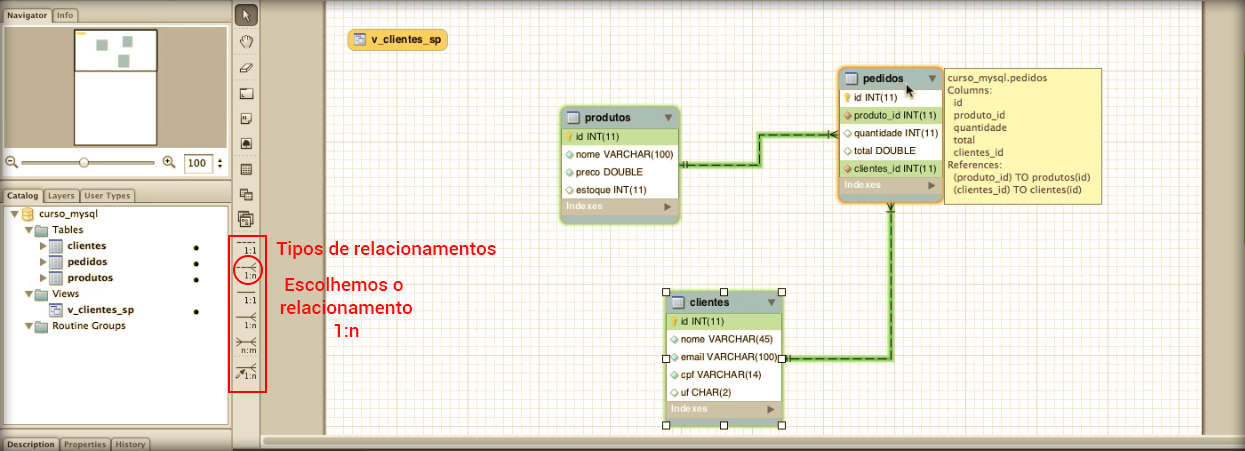 Navigator
Info
100
Catalog
Layers
User Types
curso_mysql
Tables
clientes
pedidos
produtos
Views
v_clientes_sp
Routine Groups
Description
Properties
History
1:1
1:n
1:1
1:n
n:m
1:n
Tipos de relacionamentos
Escolhemos o
relacionamento
1:n
v_clientes_sp
produtos
id INT(11)
nome VARCHAR(100)
preco DOUBLE
estoque INT(11)
Indexes
pedidos
id INT(11)
produto_id INT(11)
quantidade INT(11)
total DOUBLE
clientes_id INT(11)
Indexes
curso_mysql.pedidos
Columns:
id
produto_id
quantidade
total
clientes_id
References:
(produto_id) TO produtos(id)
(clientes_id) TO clientes(id)
clientes
id INT(11)
nome VARCHAR(45)
email VARCHAR(100)
cpf VARCHAR(14)
uf CHAR(2)
Indexes